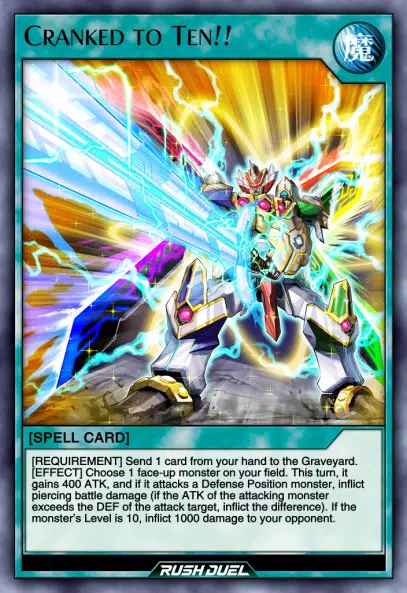 Cranked to Ten!!
魔
[SPELL CARD]
[REQUIREMENT] Send 1 card from your hand to the Graveyard.
[EFFECT] Choose 1 face-up monster on your field. This turn, it
gains 400 ATK, and if it attacks a Defense Position monster, inflict
piercing battle damage (if the ATK of the attacking monster
exceeds the DEF of the attack target, inflict the difference). If the
monster's Level is 10, inflict 1000 damage to your opponent.
RUSH DUEL